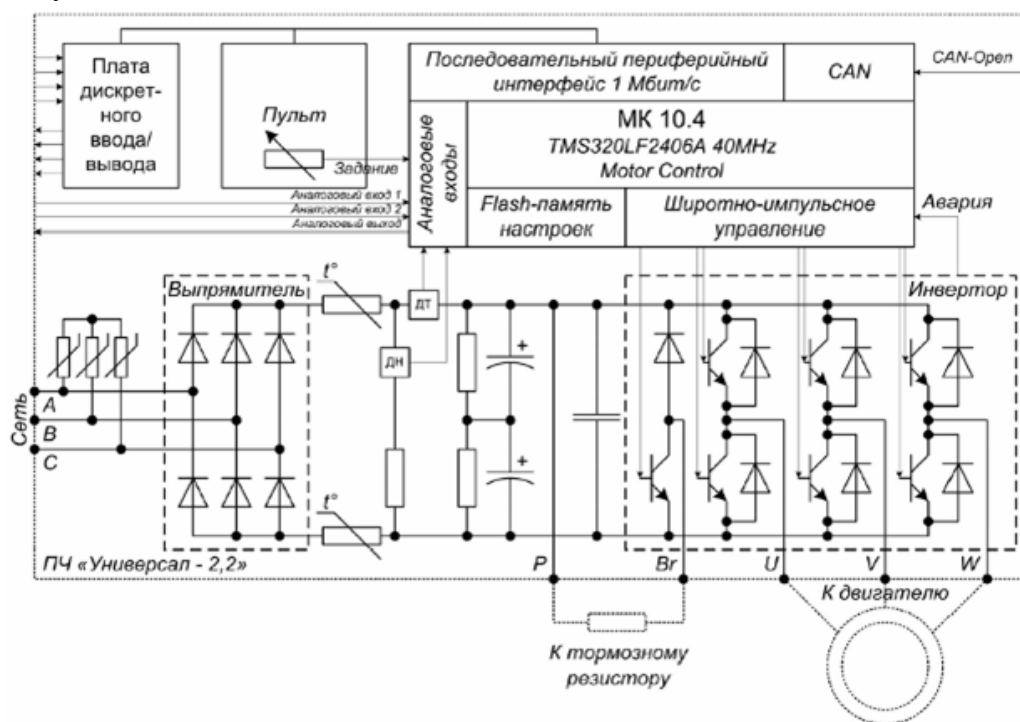 Плата
дискрет-
ного
ввода/
вывода
Пульт
Задание
Последовательный периферийный
интерфейс 1 Мбит/с
CAN
CAN-Open
Аналоговые
входы
МК 10.4
TMS320LF2406A 40MHz
Motor Control
Аналоговый вход 1
Аналоговый вход 2
Аналоговый выход
Flash-память
настроек
Широтно-импульсное
управление
Авария
t°
Выпрямитель
ДТ
Инвертор
ДН
+
Сеть
A
B
C
+
t°
ПЧ «Универсал - 2,2»
P
Br
U
V
W
К двигателю
К тормозному
резистору